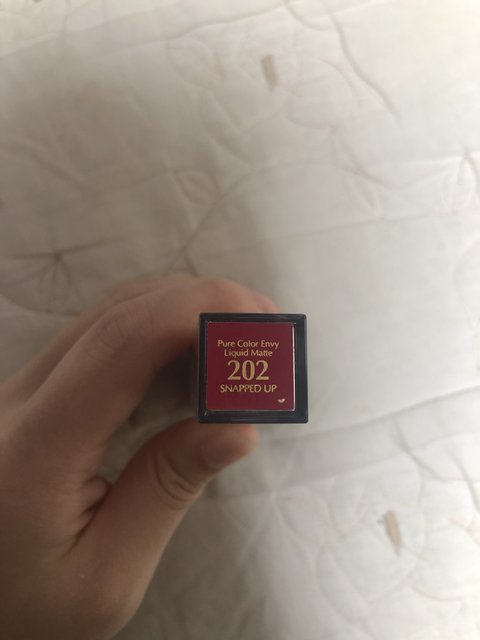 Pure Color Envy
Liquid Matte
202
SNAPPED UP